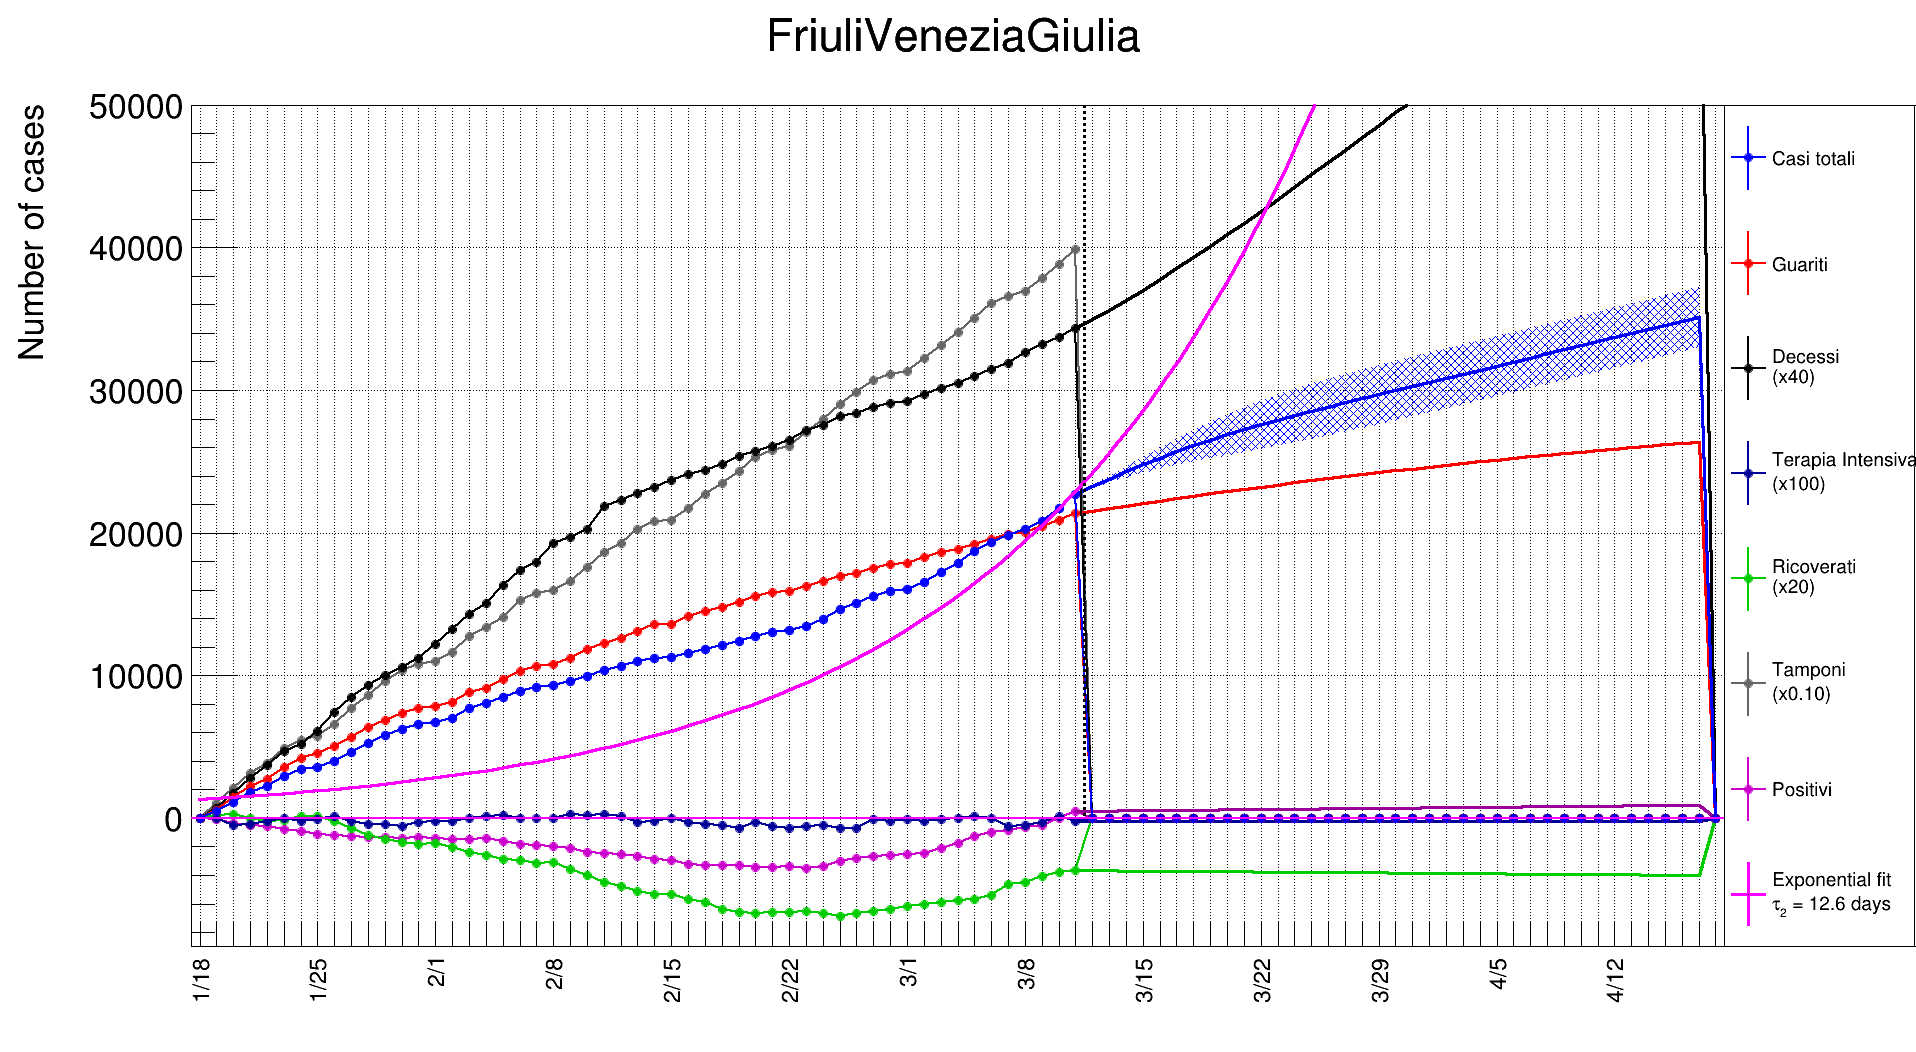 FriuliVeneziaGiulia
Number of cases
50000
40000
30000
20000
10000
0
1/18
1/25
2/1
2/8
2/15
2/22
3/1
3/8
3/15
3/22
3/29
4/5
4/12
Casi totali
Guariti
Decessi
(x40)
Terapia Intensiva
(x100)
Ricoverati
(x20)
Tamponi
(x0.10)
Positivi
Exponential fit
τ2 = 12.6 days